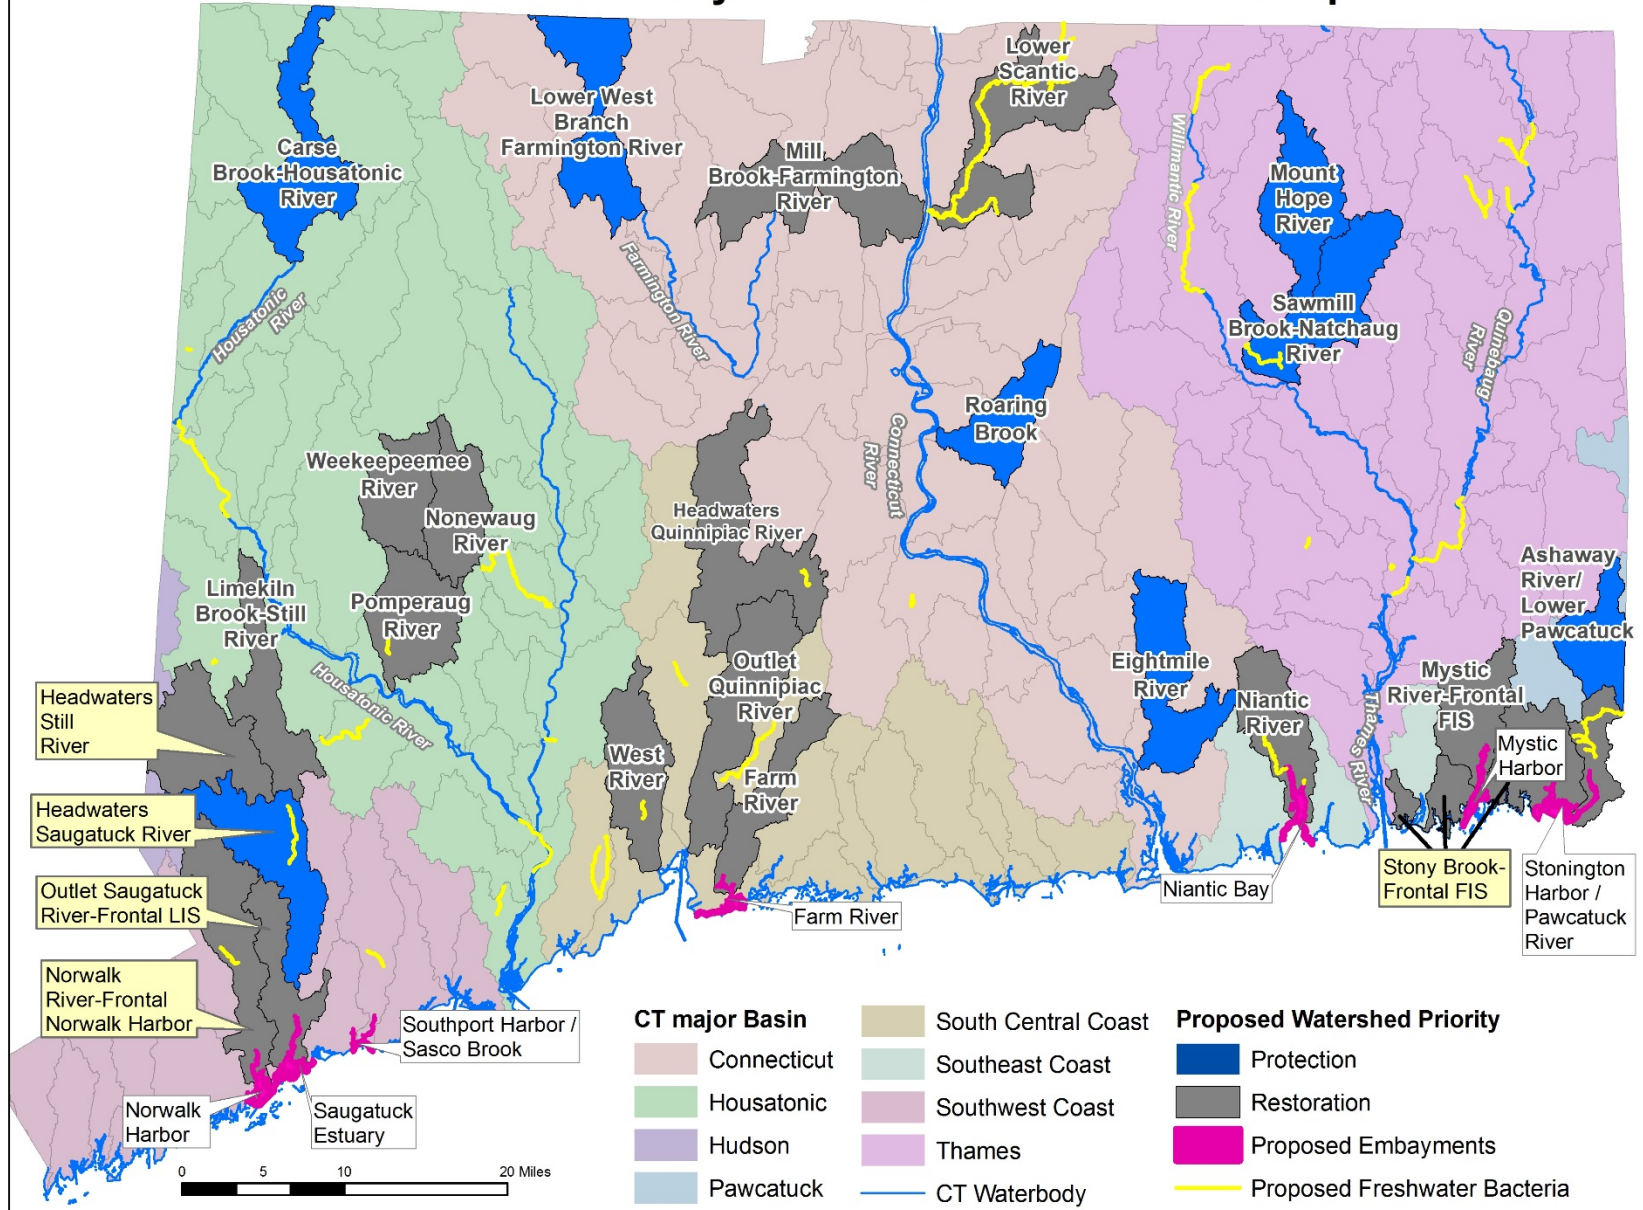 Lower
Scantic
River
Lower West
Branch
Farmington River
Carse
Brook-Housatonic
River
Mill
Brook-Farmington
River
Willimantic River
Mount
Hope
River
Farmington River
Housatonic
River
Sawmill
Brook-Natchaug
River
Quinebaug
River
Roaring
Brook
Connecticut
River
Weekeepeemee
River
Nonewaug
River
Headwaters
Quinnipiac River
Ashaway
River/
Lower
Pawcatuck
Limekiln
Brook-Still
River
Pomperaug
River
Housatonic River
Outlet
Quinnipiac
River
Eightmile
River
Niantic
River
Mystic
River-Frontal
FIS
Thames River
Headwaters
Still
River
West
River
Farm
River
Mystic
Harbor
Headwaters
Saugatuck River
Outlet Saugatuck
River-Frontal LIS
Niantic Bay
Stony Brook-
Frontal FIS
Stonington
Harbor /
Pawcatuck
River
Farm River
Norwalk
River-Frontal
Norwalk Harbor
Southport Harbor /
Sasco Brook
Norwalk
Harbor
Saugatuck
Estuary
0 5 10 20 Miles
CT major Basin
Connecticut
Housatonic
Hudson
Pawcatuck
South Central Coast
Southeast Coast
Southwest Coast
Thames
CT Waterbody
Proposed Watershed Priority
Protection
Restoration
Proposed Embayments
Proposed Freshwater Bacteria